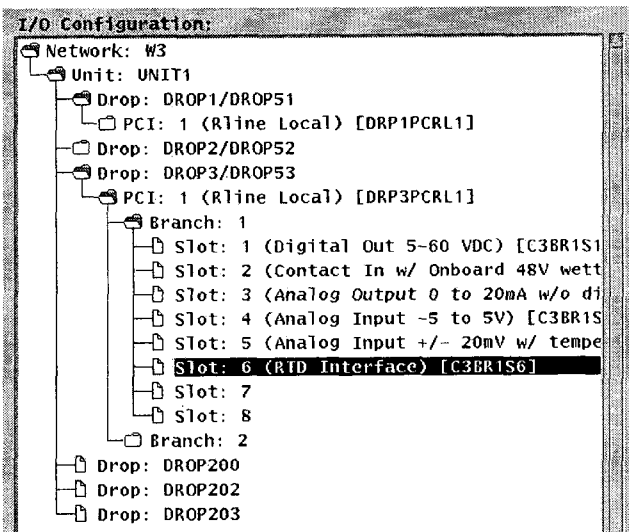 I/O Configuration:
Network: W3
Unit: UNIT1
Drop: DROP1/DROP51
PCI: 1 (Rline Local) [DRP1PCRL1]
Drop: DROP2/DROP52
Drop: DROP3/DROP53
PCI: 1 (Rline Local) [DRP3PCRL1]
Branch: 1
Slot: 1 (Digital Out 5-60 VDC) [C3BR1S1
Slot: 2 (Contact In w/ Onboard 48V wett
Slot: 3 (Analog Output 0 to 20mA w/o di
Slot: 4 (Analog Input -5 to 5V) [C3BR1S
Slot: 5 (Analog Input +/- 20mV w/ tempe
Slot: 6 (RTD Interface) [C3BR1S6]
Slot: 7
Slot: 8
Branch: 2
Drop: DROP200
Drop: DROP202
Drop: DROP203